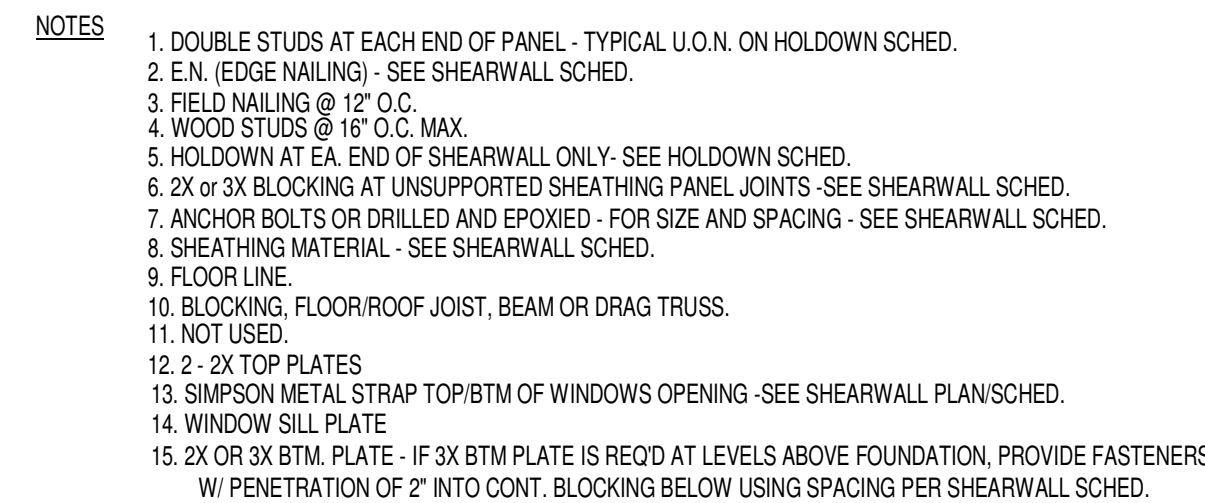 NOTES
1. DOUBLE STUDS AT EACH END OF PANEL - TYPICAL U.O.N. ON HOLDOWN SCHED.
2. E.N. (EDGE NAILING) - SEE SHEARWALL SCHED.
3. FIELD NAILING @ 12" O.C.
4. WOOD STUDS @ 16" O.C. MAX.
5. HOLDOWN AT EA. END OF SHEARWALL ONLY- SEE HOLDOWN SCHED.
6. 2X or 3X BLOCKING AT UNSUPPORTED SHEATHING PANEL JOINTS -SEE SHEARWALL SCHED.
7. ANCHOR BOLTS OR DRILLED AND EPOXIED - FOR SIZE AND SPACING - SEE SHEARWALL SCHED.
8. SHEATHING MATERIAL - SEE SHEARWALL SCHED.
9. FLOOR LINE.
10. BLOCKING, FLOOR/ROOF JOIST, BEAM OR DRAG TRUSS.
11. NOT USED.
12. 2 - 2X TOP PLATES
13. SIMPSON METAL STRAP TOP/BTM OF WINDOWS OPENING -SEE SHEARWALL PLAN/SCHED.
14. WINDOW SILL PLATE
15. 2X OR 3X BTM. PLATE - IF 3X BTM PLATE IS REQ'D AT LEVELS ABOVE FOUNDATION, PROVIDE FASTENERS
W/ PENETRATION OF 2" INTO CONT. BLOCKING BELOW USING SPACING PER SHEARWALL SCHED.